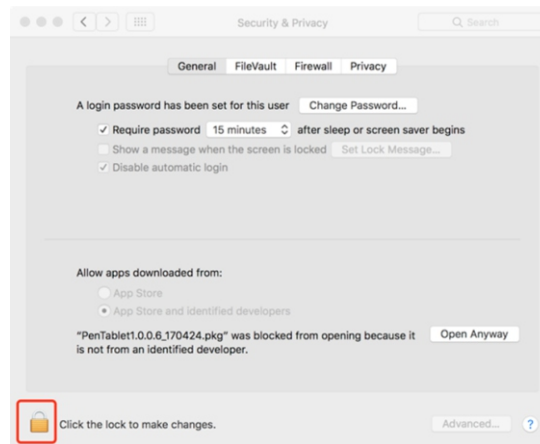 Security & Privacy
Search
General FileVault Firewall Privacy
A login password has been set for this user Change Password...
Require password 15 minutes after sleep or screen saver begins
Show a message when the screen is locked Set Lock Message...
Disable automatic login
Allow apps downloaded from:
App Store
App Store and identified developers
“PenTablet1.0.0.6_170424.pkg” was blocked from opening because it Open Anyway
is not from an identified developer.
Click the lock to make changes. Advanced... ?